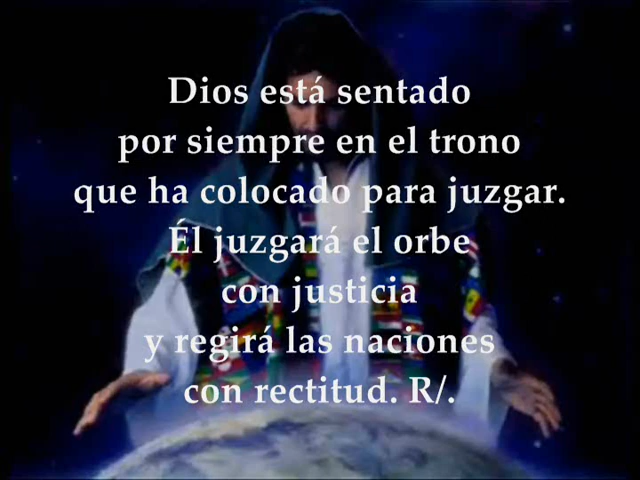 Dios está sentado
por siempre en el trono
que ha colocado para juzgar.
Él juzgará el orbe
con justicia
y regirá las naciones
con rectitud. R/.